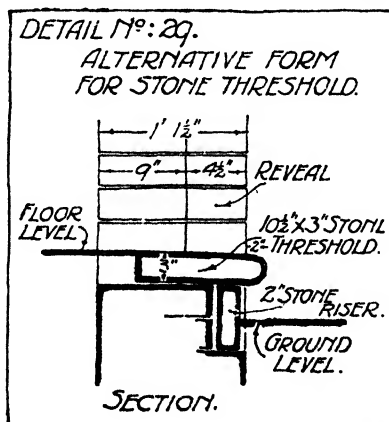 DETAIL Nº: 29.
ALTERNATIVE FORM
FOR STONE THRESHOLD.
1' 1½"
9" 4½"
REVEAL
FLOOR
LEVEL
10½" X 3" STONE
THRESHOLD.
2" STONE
RISER.
GROUND
LEVEL.
SECTION.